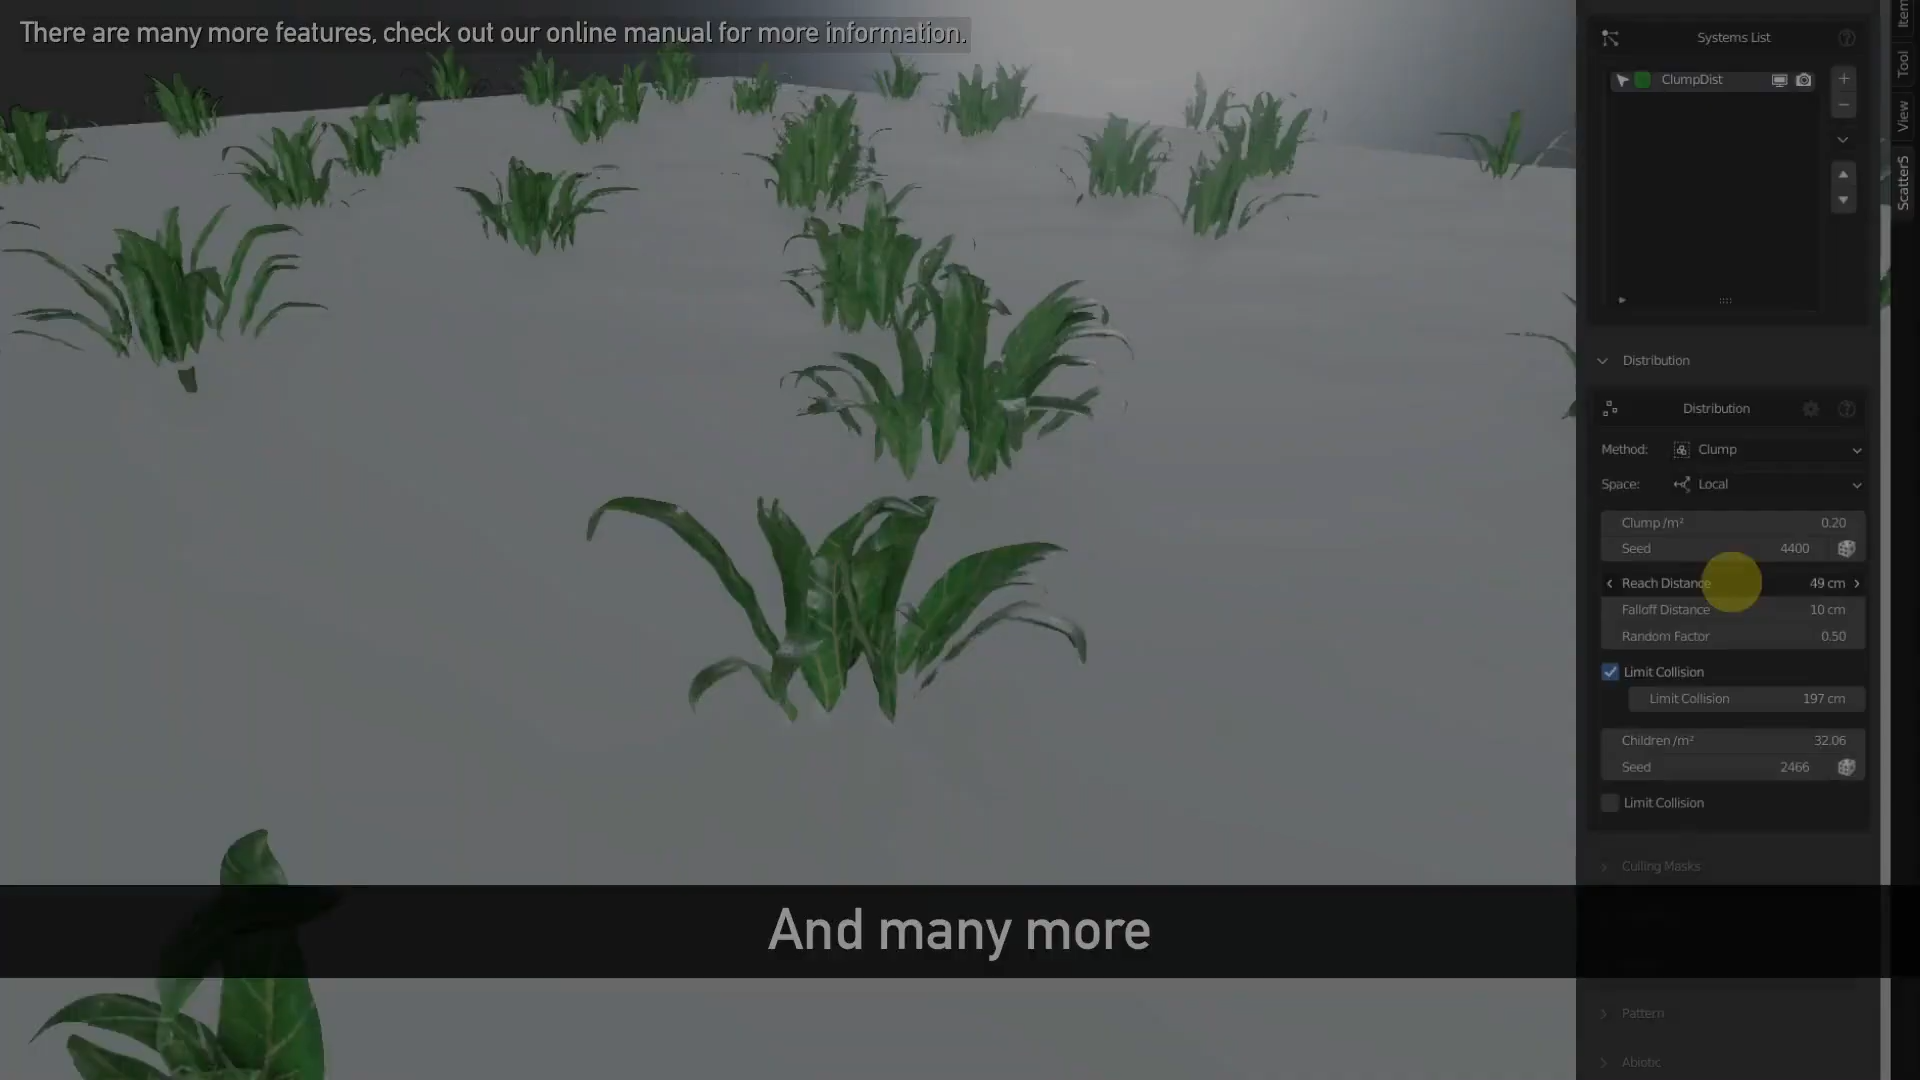 There are many more features, check out our online manual for more information.
Systems List
ClumpDist
Item
Tool
View
Scatter5
Distribution
Distribution
Method: Clump
Space: Local
Clump /m² 0.20
Seed 4400
Reach Distance 49 cm
Falloff Distance 10 cm
Random Factor 0.50
Limit Collision
Limit Collision 197 cm
Children /m² 32.06
Seed 2466
Limit Collision
Culling Masks
And many more
Pattern
Abiotic